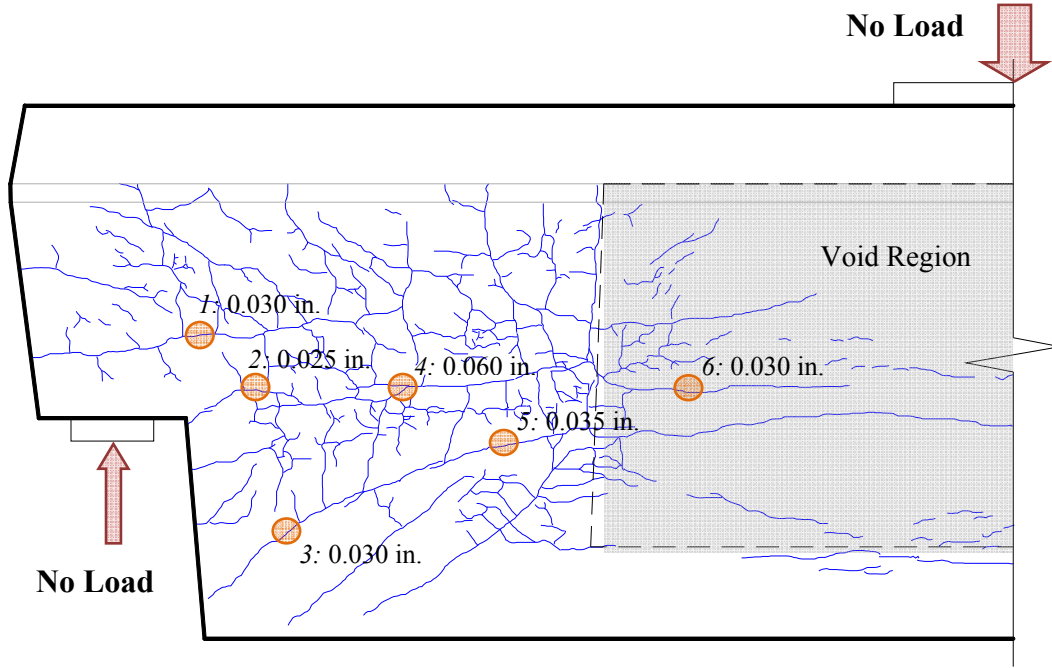 No Load
Void Region
1: 0.030 in.
2: 0.025 in.
4: 0.060 in.
6: 0.030 in.
5: 0.035 in.
3: 0.030 in.
No Load